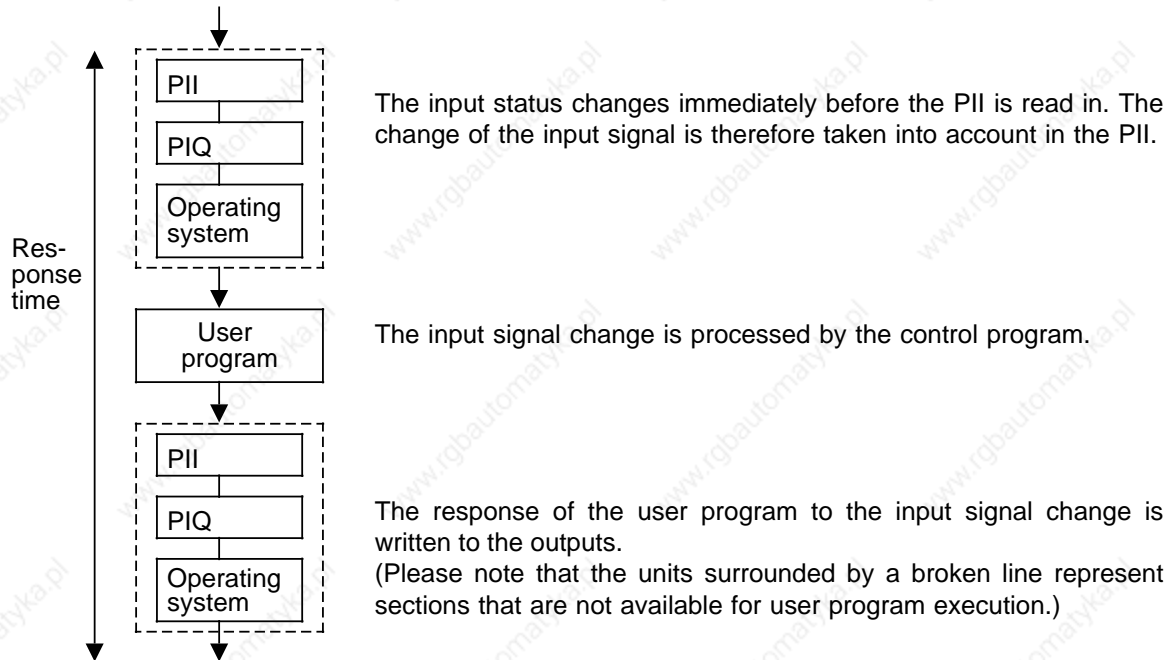 PII
The input status changes immediately before the PII is read in. The
change of the input signal is therefore taken into account in the PII.
PIQ
Operating
system
Res-
ponse
time
User
program
The input signal change is processed by the control program.
PII
PIQ
The response of the user program to the input signal change is
written to the outputs.
Operating
system
(Please note that the units surrounded by a broken line represent
sections that are not available for user program execution.)
www.rgbautomatyka.pl